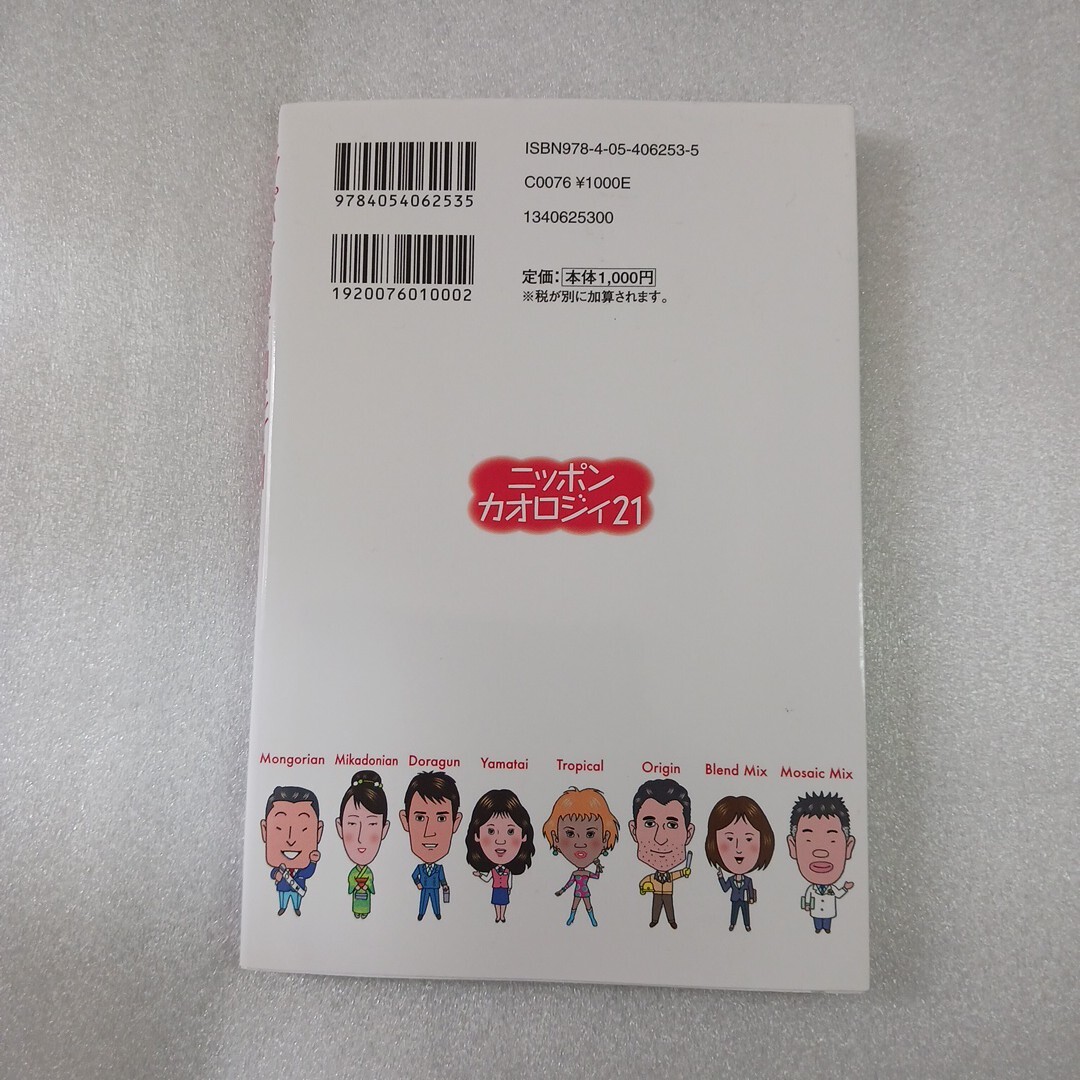 ISBN978-4-05-406253-5
9784054062535
C0076 ¥1000E
1340625300
1920076010002
定価：本体1,000円
※税が別に加算されます。
ニッポン
カオロジィ21
Mongorian Mikadonian Doragun Yamatai Tropical Origin Blend Mix Mosaic Mix